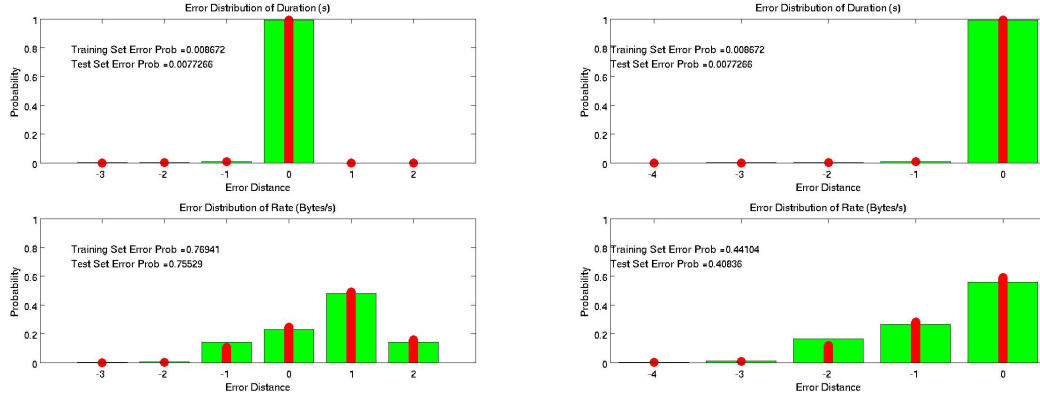 Error Distribution of Duration (s)
1
0.8
0.6
0.4
0.2
0
Probability
Training Set Error Prob =0.008672
Test Set Error Prob =0.0077266
-3
-2
-1
0
1
2
Error Distance
Error Distribution of Duration (s)
1
0.8
0.6
0.4
0.2
0
Probability
Training Set Error Prob =0.008672
Test Set Error Prob =0.0077266
-4
-3
-2
-1
0
Error Distance
Error Distribution of Rate (Bytes/s)
1
0.8
0.6
0.4
0.2
0
Probability
Training Set Error Prob =0.76941
Test Set Error Prob =0.75529
-3
-2
-1
0
1
2
Error Distance
Error Distribution of Rate (Bytes/s)
1
0.8
0.6
0.4
0.2
0
Probability
Training Set Error Prob =0.44104
Test Set Error Prob =0.40836
-4
-3
-2
-1
0
Error Distance